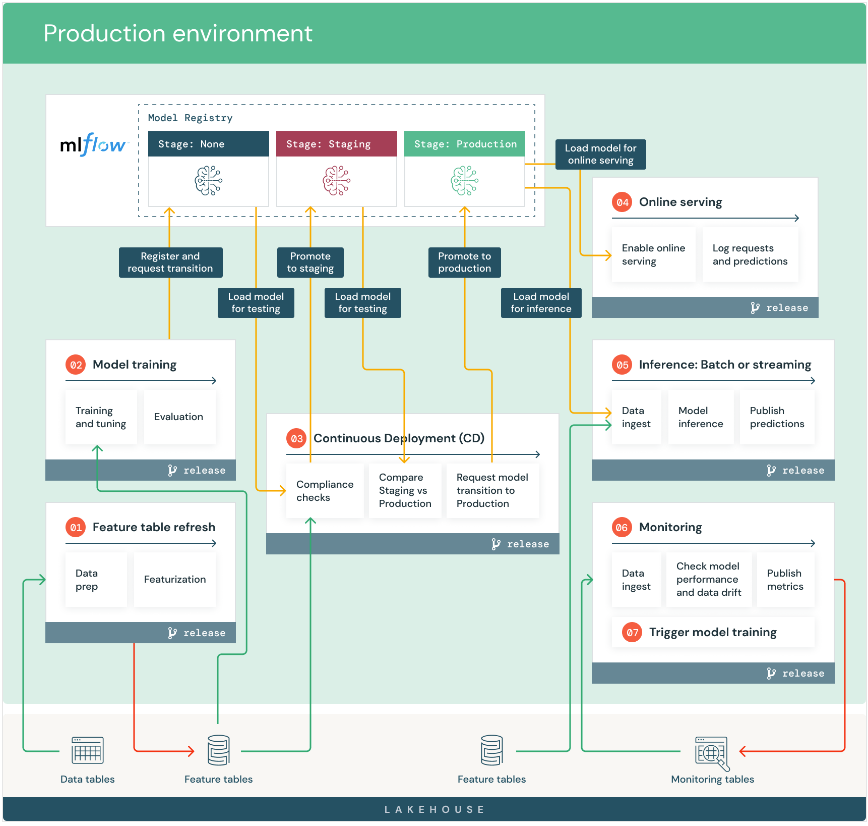 Production environment
mlflow
Model Registry
Stage: None
Stage: Staging
Stage: Production
Load model for
online serving
04 Online serving
Enable online
serving
Log requests
and predictions
release
Register and
request transition
Promote
to staging
Promote to
production
Load model
for testing
Load model
for testing
Load model
for inference
02 Model training
Training
and tuning
Evaluation
release
03 Continuous Deployment (CD)
Compliance
checks
Compare
Staging vs
Production
Request model
transition to
Production
release
05 Inference: Batch or streaming
Data
ingest
Model
inference
Publish
predictions
release
01 Feature table refresh
Data
prep
Featurization
release
06 Monitoring
Data
ingest
Check model
performance
and data drift
Publish
metrics
07 Trigger model training
release
Data tables
Feature tables
Feature tables
Monitoring tables
LAKEHOUSE